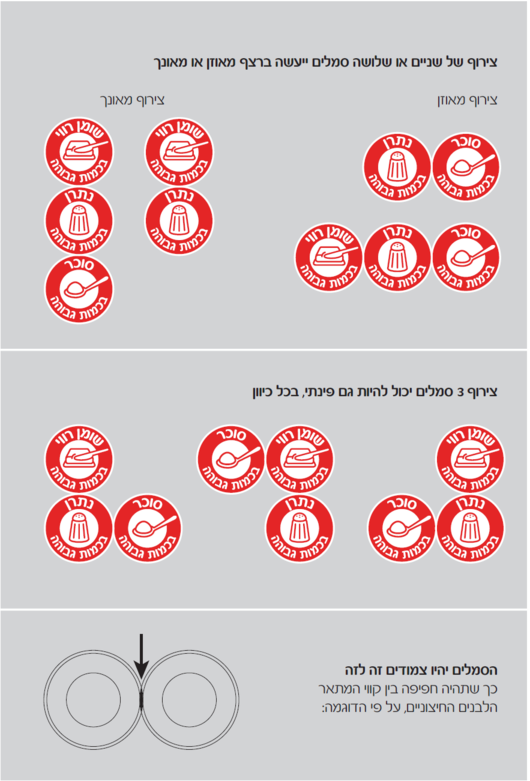 צירוף של שניים או שלושה סמלים ייעשה ברצף מאוזן או מאונך
צירוף מאוזן
סוכר
בכמות גבוהה
נתרן
בכמות גבוהה
סוכר
בכמות גבוהה
נתרן
בכמות גבוהה
שומן רווי
בכמות גבוהה
צירוף מאונך
שומן רווי
בכמות גבוהה
נתרן
בכמות גבוהה
שומן רווי
בכמות גבוהה
נתרן
בכמות גבוהה
סוכר
בכמות גבוהה
צירוף 3 סמלים יכול להיות גם פינתי, בכל כיוון
שומן רווי
בכמות גבוהה
נתרן
בכמות גבוהה
סוכר
בכמות גבוהה
שומן רווי
בכמות גבוהה
סוכר
בכמות גבוהה
נתרן
בכמות גבוהה
שומן רווי
בכמות גבוהה
סוכר
בכמות גבוהה
נתרן
בכמות גבוהה
הסמלים יהיו צמודים זה לזה
כך שתהיה חפיפה בין קווי המתאר
הלבנים החיצוניים, על פי הדוגמה: